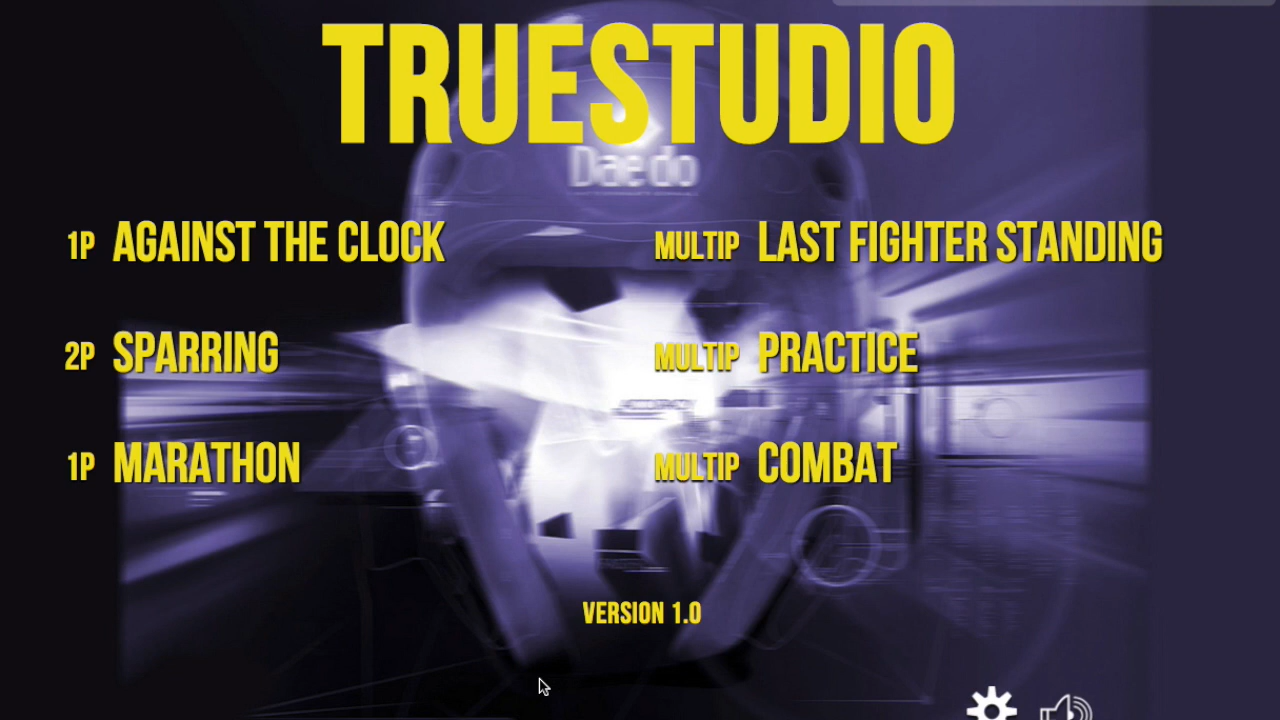 TRUESTUDIO
Daedo
1P AGAINST THE CLOCK
MULTIP LAST FIGHTER STANDING
2P SPARRING
MULTIP PRACTICE
1P MARATHON
MULTIP COMBAT
VERSION 1.0